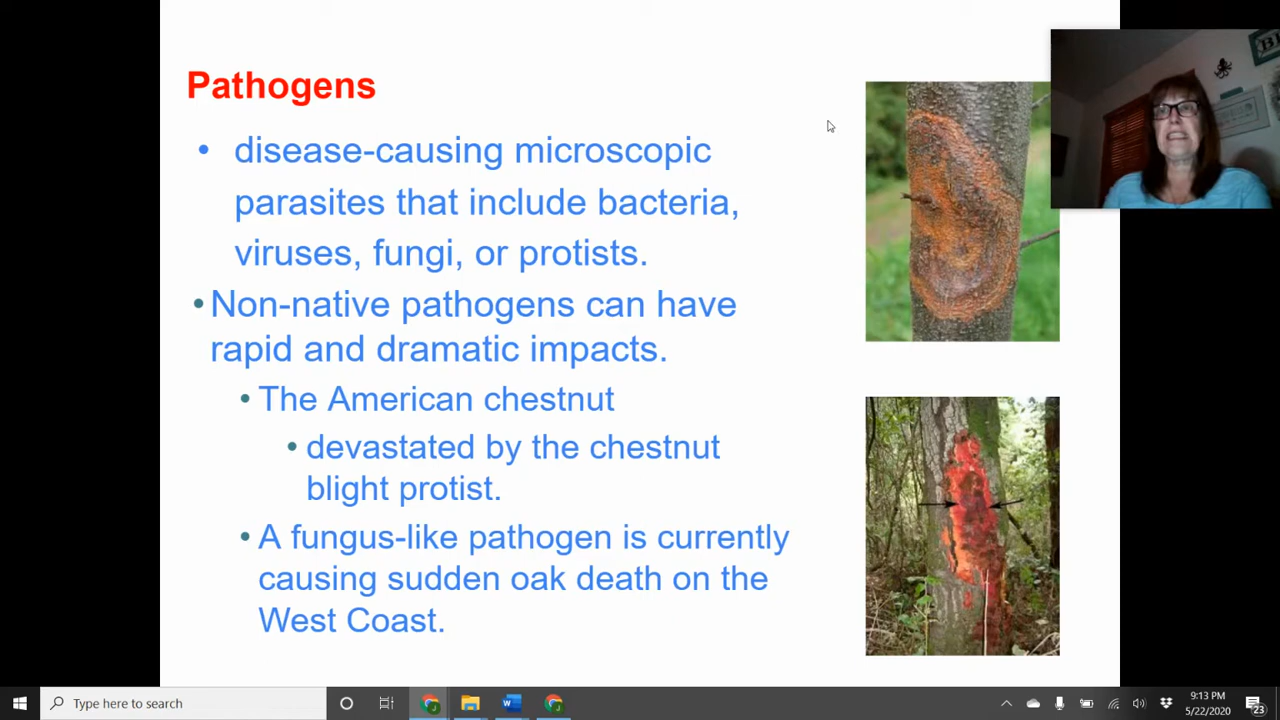 Pathogens
• disease-causing microscopic
parasites that include bacteria,
viruses, fungi, or protists.
•Non-native pathogens can have
rapid and dramatic impacts.
•The American chestnut
•devastated by the chestnut
blight protist.
•A fungus-like pathogen is currently
causing sudden oak death on the
West Coast.
Type here to search
9:13 PM
5/22/2020
23